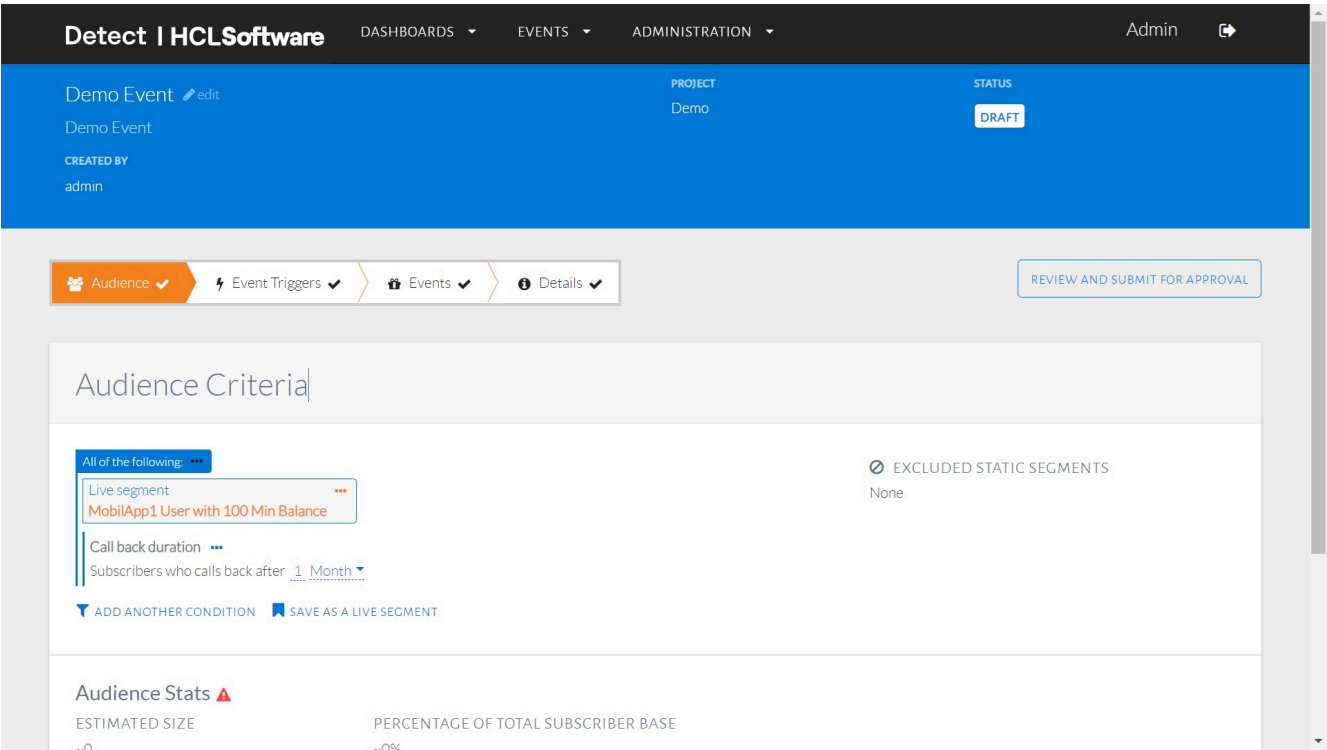 Detect | HCLSoftware DASHBOARDS EVENTS ADMINISTRATION Admin
Demo Event edit
Demo Event
CREATED BY
admin
PROJECT
Demo
STATUS
DRAFT
Audience Event Triggers Events Details
REVIEW AND SUBMIT FOR APPROVAL
Audience Criteria
All of the following: •••
Live segment •••
MobilApp1 User with 100 Min Balance
Call back duration •••
Subscribers who calls back after 1 Month
ADD ANOTHER CONDITION SAVE AS A LIVE SEGMENT
EXCLUDED STATIC SEGMENTS
None
Audience Stats
ESTIMATED SIZE PERCENTAGE OF TOTAL SUBSCRIBER BASE
~0 ~0%